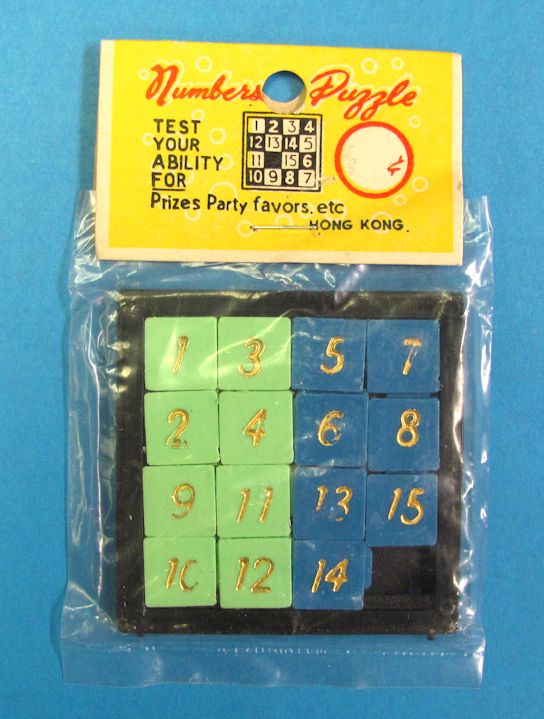 Numbers Puzzle
TEST
YOUR
ABILITY
FOR
Prizes Party favors, etc
HONG KONG.
1 2 3 4
12 13 14 5
11 15 6
10 9 8 7
¢
1 3 5 7
2 4 6 8
9 11 13 15
10 12 14